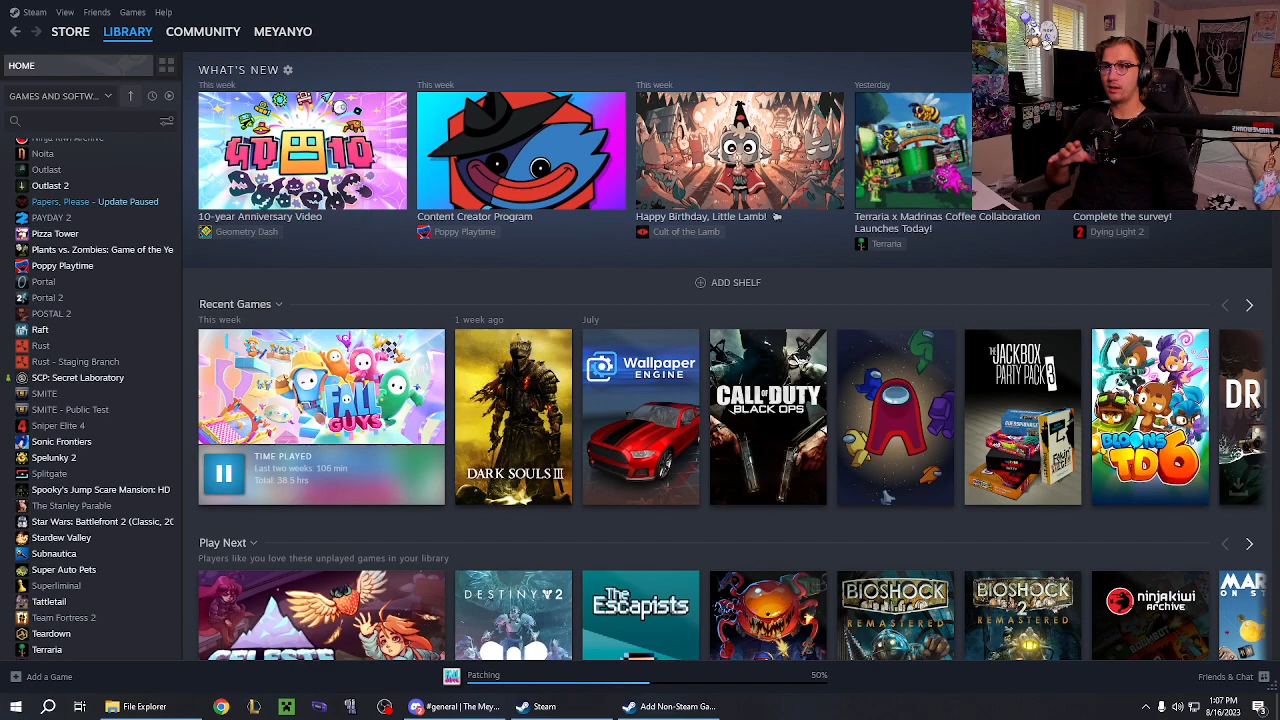 Steam View Friends Games Help
STORE LIBRARY COMMUNITY MEYANYO
HOME
GAMES AND SOFTW...
Ninja Kiwi Archive
Noita
Outlast
Outlast 2
Papers, Please - Update Paused
PAYDAY 2
Pizza Tower
Plants vs. Zombies: Game of the Ye
Poppy Playtime
Portal
Portal 2
POSTAL 2
Raft
Rust
Rust - Staging Branch
SCP: Secret Laboratory
SMITE
SMITE - Public Test
Sniper Elite 4
Sonic Frontiers
Spelunky 2
Splitgate
Spooky's Jump Scare Mansion: HD
The Stanley Parable
Star Wars Battlefront 2 (Classic, 20
Stardew Valley
Subnautica
Super Auto Pets
Superliminal
Tattletail
Team Fortress 2
Teardown
Terraria
WHAT'S NEW
This week
10-year Anniversary Video
Geometry Dash
This week
Content Creator Program
Poppy Playtime
This week
Happy Birthday, Little Lamb!
Cult of the Lamb
Yesterday
Terraria x Madrinas Coffee Collaboration
Launches Today!
Terraria
Complete the survey!
Dying Light 2
ADD SHELF
Recent Games
This week
FALL
GUYS
TIME PLAYED
Last two weeks: 106 min
Total: 38.5 hrs
1 week ago
DARK SOULS III
July
Wallpaper
ENGINE
CALL OF DUTY
BLACK OPS
THE JACKBOX
PARTY PACK 3
BLOONS
TD6
DR
Play Next
Players like you love these unplayed games in your library
CELESTE
DESTINY 2
The
Escapists
BIOSHOCK
REMASTERED
BIOSHOCK
2
REMASTERED
ninjakiwi
ARCHIVE
MAR
Add a Game
Patching 50%
Friends & Chat
File Explorer
#general | The Mey...
Steam
Add Non-Steam Ga...
1:07 PM
8/16/2023